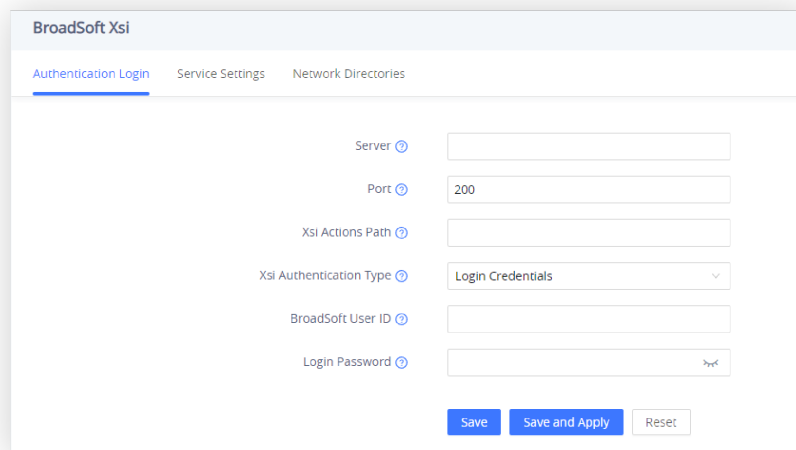 BroadSoft Xsi
Authentication Login Service Settings Network Directories
Server
Port 200
Xsi Actions Path
Xsi Authentication Type Login Credentials
BroadSoft User ID
Login Password
Save Save and Apply Reset